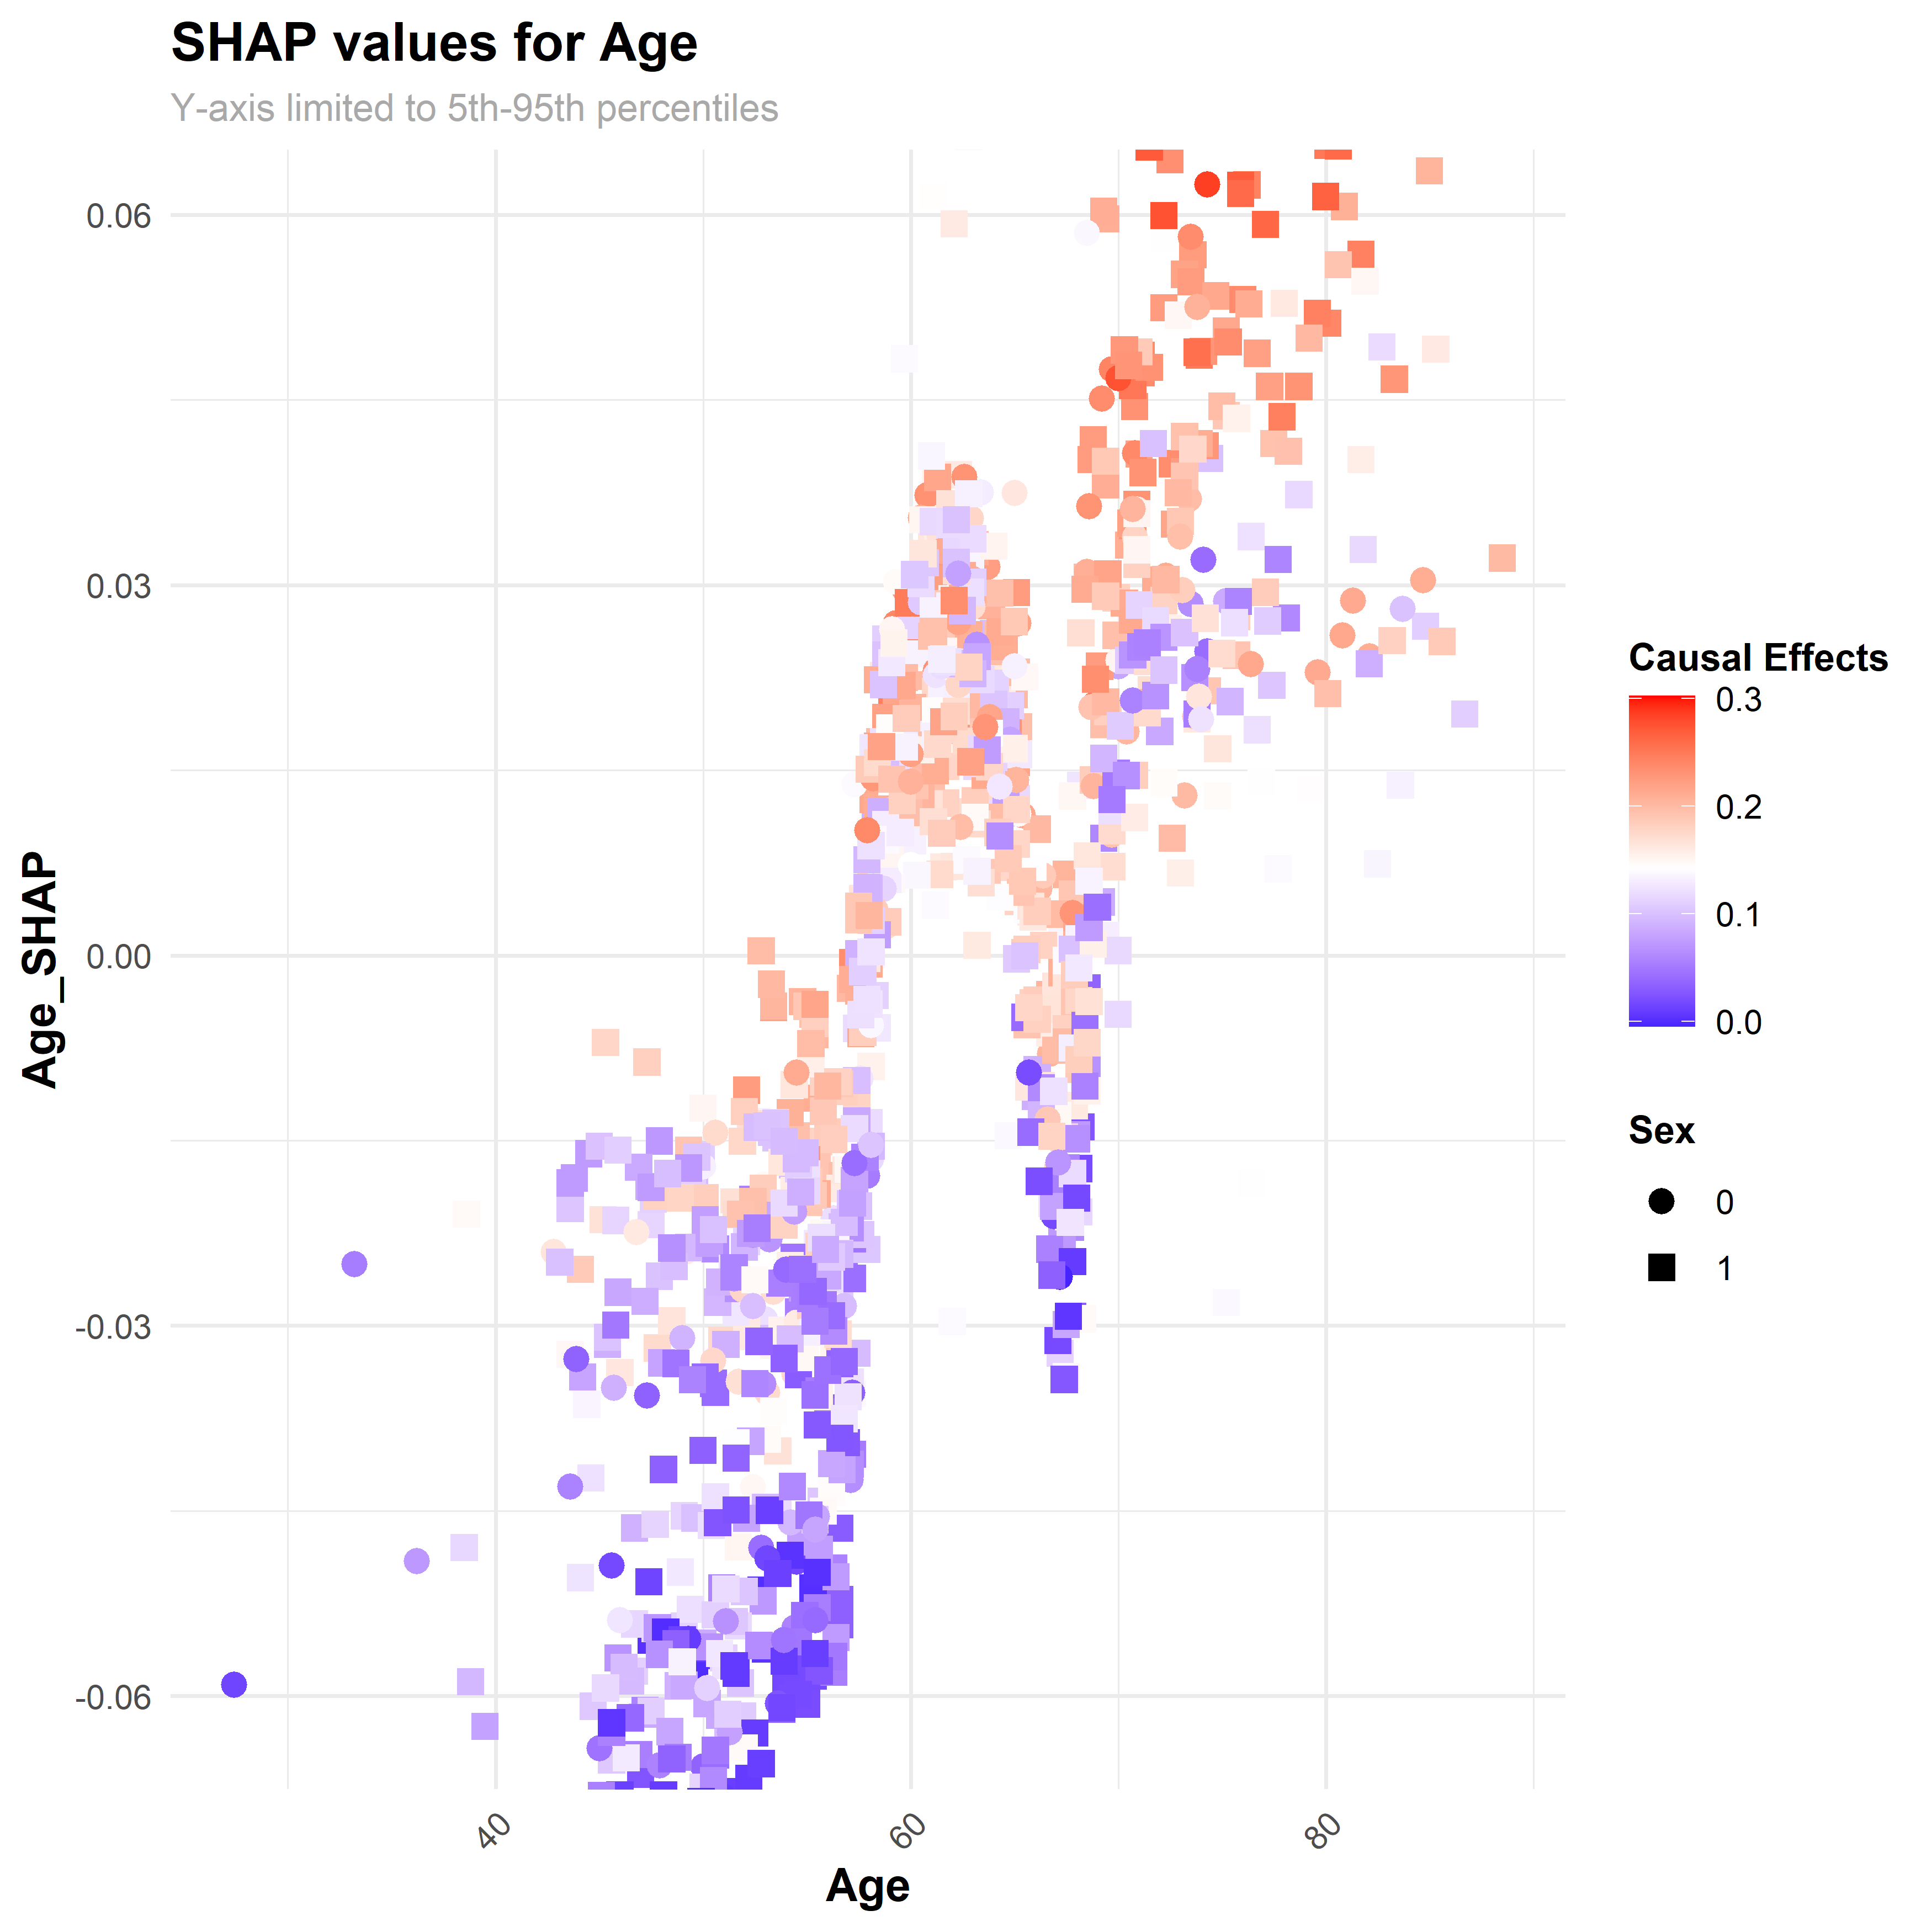 SHAP values for Age
Y-axis limited to 5th-95th percentiles
Age_SHAP
0.06
0.03
0.00
-0.03
-0.06
40
60
80
Age
Causal Effects
0.3
0.2
0.1
0.0
Sex
0
1